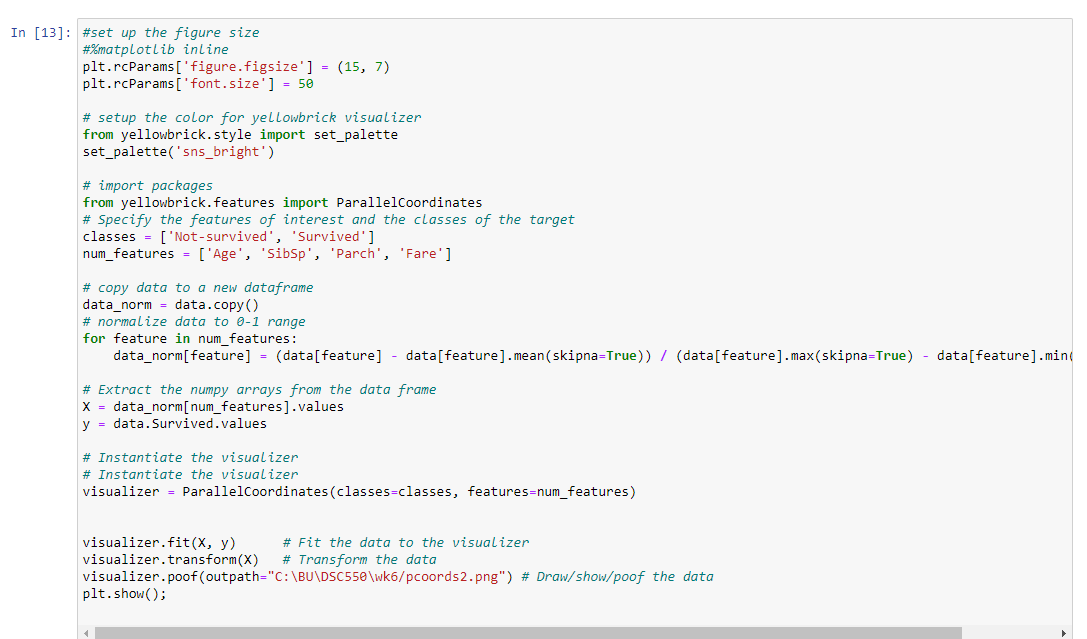 In [13]: #set up the figure size
#%matplotlib inline
plt.rcParams['figure.figsize'] = (15, 7)
plt.rcParams['font.size'] = 50

# setup the color for yellowbrick visualizer
from yellowbrick.style import set_palette
set_palette('sns_bright')

# import packages
from yellowbrick.features import ParallelCoordinates
# Specify the features of interest and the classes of the target
classes = ['Not-survived', 'Survived']
num_features = ['Age', 'SibSp', 'Parch', 'Fare']

# copy data to a new dataframe
data_norm = data.copy()
# normalize data to 0-1 range
for feature in num_features:
    data_norm[feature] = (data[feature] - data[feature].mean(skipna=True)) / (data[feature].max(skipna=True) - data[feature].min(

# Extract the numpy arrays from the data frame
X = data_norm[num_features].values
y = data.Survived.values

# Instantiate the visualizer
# Instantiate the visualizer
visualizer = ParallelCoordinates(classes=classes, features=num_features)


visualizer.fit(X, y)      # Fit the data to the visualizer
visualizer.transform(X)   # Transform the data
visualizer.poof(outpath="C:\BU\DSC550\wk6/pcoords2.png") # Draw/show/poof the data
plt.show();